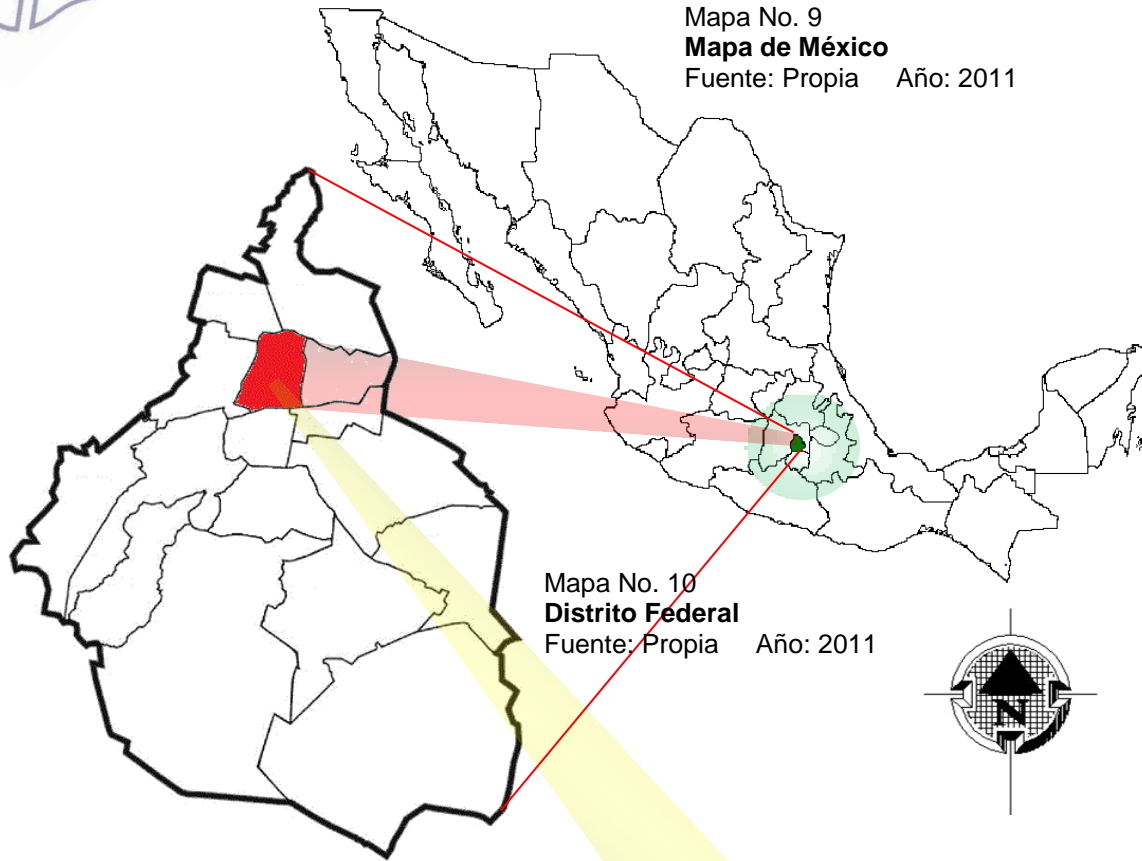 Mapa No. 9
Mapa de México
Fuente: Propia Año: 2011
Mapa No. 10
Distrito Federal
Fuente: Propia Año: 2011
N